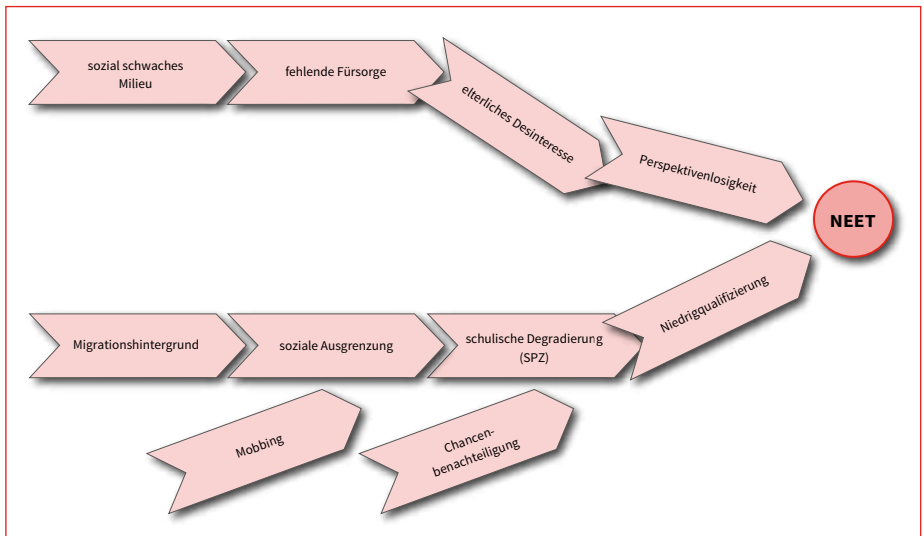 sozial schwaches
Milieu
fehlende Fürsorge
elterliches Desinteresse
Perspektivenlosigkeit
NEET
Niedrigqualifizierung
Migrationshintergrund
soziale Ausgrenzung
schulische Degradierung
(SPZ)
Mobbing
Chancen-
benachteiligung